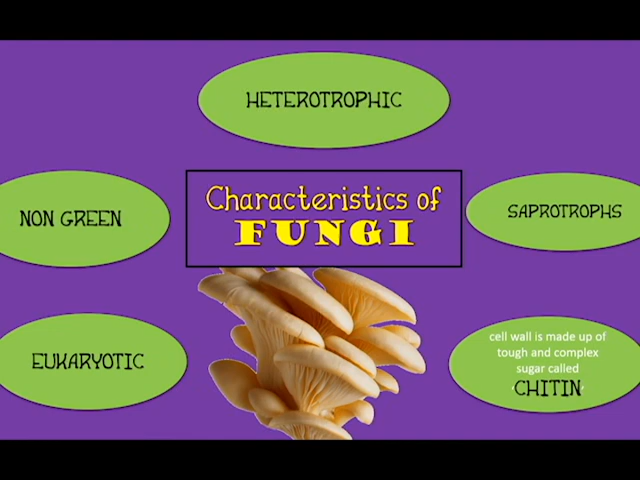 HETEROTROPHIC
Characteristics of
FUNGI
NON GREEN
SAPROTROPHS
EUKARYOTIC
cell wall is made up of
tough and complex
sugar called
'CHITIN'